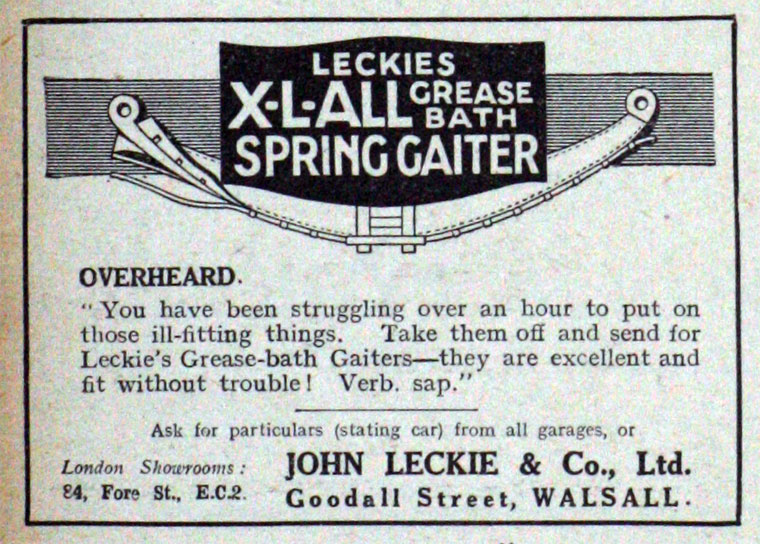 LECKIES
X-L-ALL GREASE BATH
SPRING GAITER
OVERHEARD.
"You have been struggling over an hour to put on
those ill-fitting things. Take them off and send for
Leckie's Grease-bath Gaiters—they are excellent and
fit without trouble! Verb. sap."
Ask for particulars (stating car) from all garages, or
London Showrooms:
84, Fore St., E.C.2.
JOHN LECKIE & Co., Ltd.
Goodall Street, WALSALL.